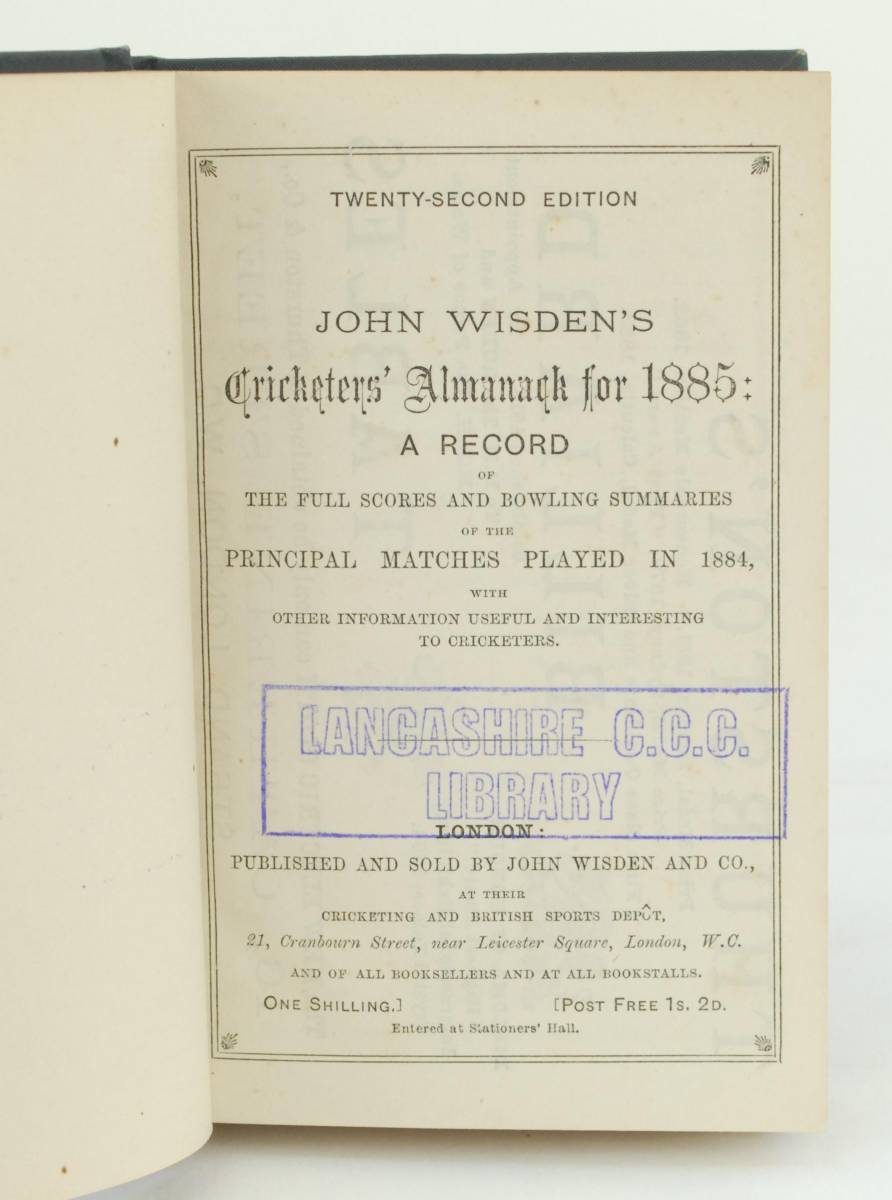 TWENTY-SECOND EDITION
JOHN WISDEN'S
Cricketers' Almanack for 1885:
A RECORD
OF
THE FULL SCORES AND BOWLING SUMMARIES
OF THE
PRINCIPAL MATCHES PLAYED IN 1884,
WITH
OTHER INFORMATION USEFUL AND INTERESTING
TO CRICKETERS.
LANCASHIRE C.C.C.
LIBRARY
LONDON:
PUBLISHED AND SOLD BY JOHN WISDEN AND CO.,
AT THEIR
CRICKETING AND BRITISH SPORTS DEPÔT,
21, Cranbourn Street, near Leicester Square, London, W.C.
AND OF ALL BOOKSELLERS AND AT ALL BOOKSTALLS.
ONE SHILLING.] [POST FREE 1S. 2D.
Entered at Stationers' Hall.